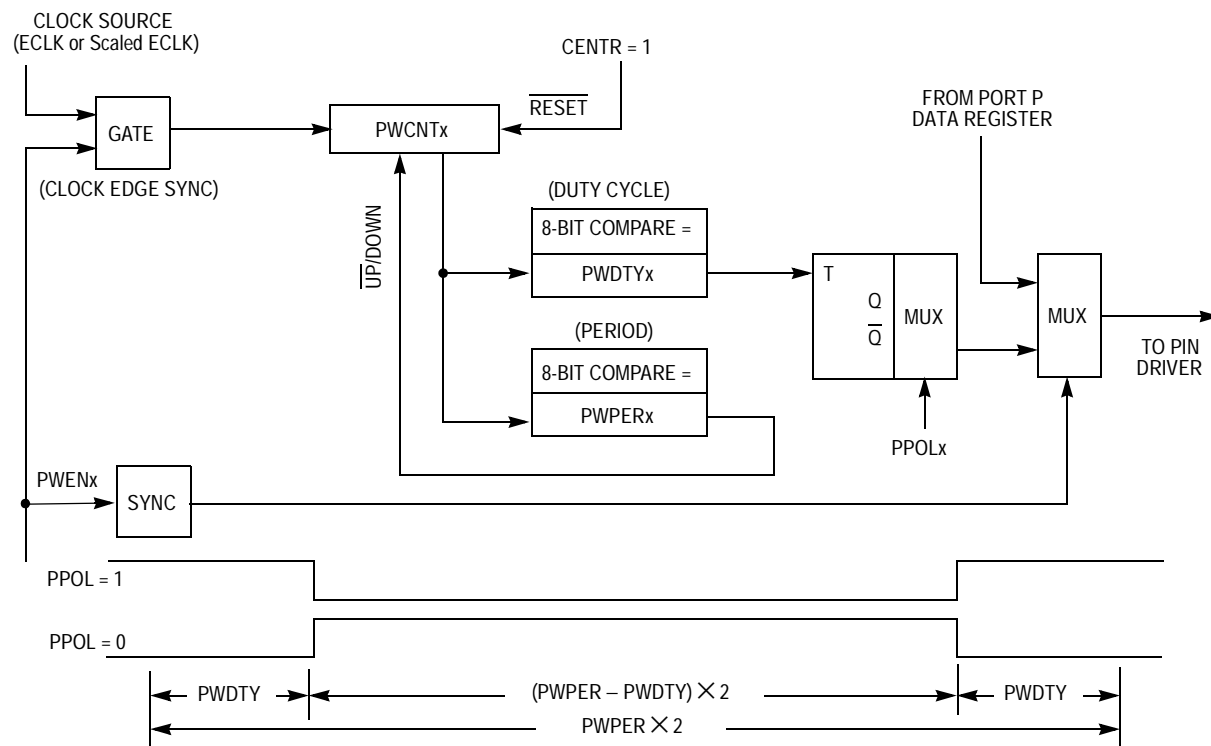 CLOCK SOURCE
(ECLK or Scaled ECLK)
CENTR = 1
RESET
FROM PORT P
DATA REGISTER
GATE
PWCNTx
(CLOCK EDGE SYNC)
(DUTY CYCLE)
8-BIT COMPARE =
PWDTYx
UP/DOWN
T
Q
Q
MUX
MUX
TO PIN
DRIVER
(PERIOD)
8-BIT COMPARE =
PWPERx
PPOLx
PWENx
SYNC
PPOL = 1
PPOL = 0
PWDTY
(PWPER – PWDTY) × 2
PWDTY
PWPER × 2